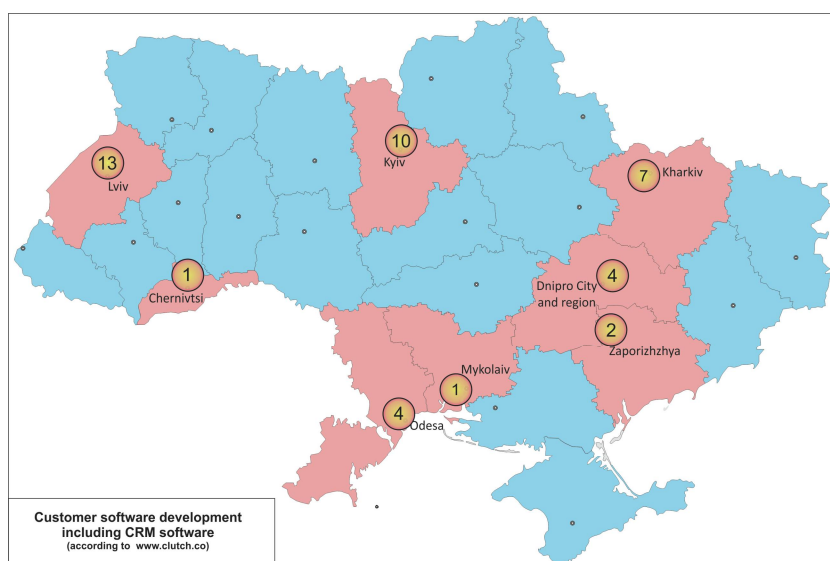 10
Kyiv
13
Lviv
7
Kharkiv
1
Chernivtsi
4
Dnipro City
and region
2
Zaporizhzhya
Mykolaiv
1
4
Odesa
Customer software development
including CRM software
(according to www.clutch.co)